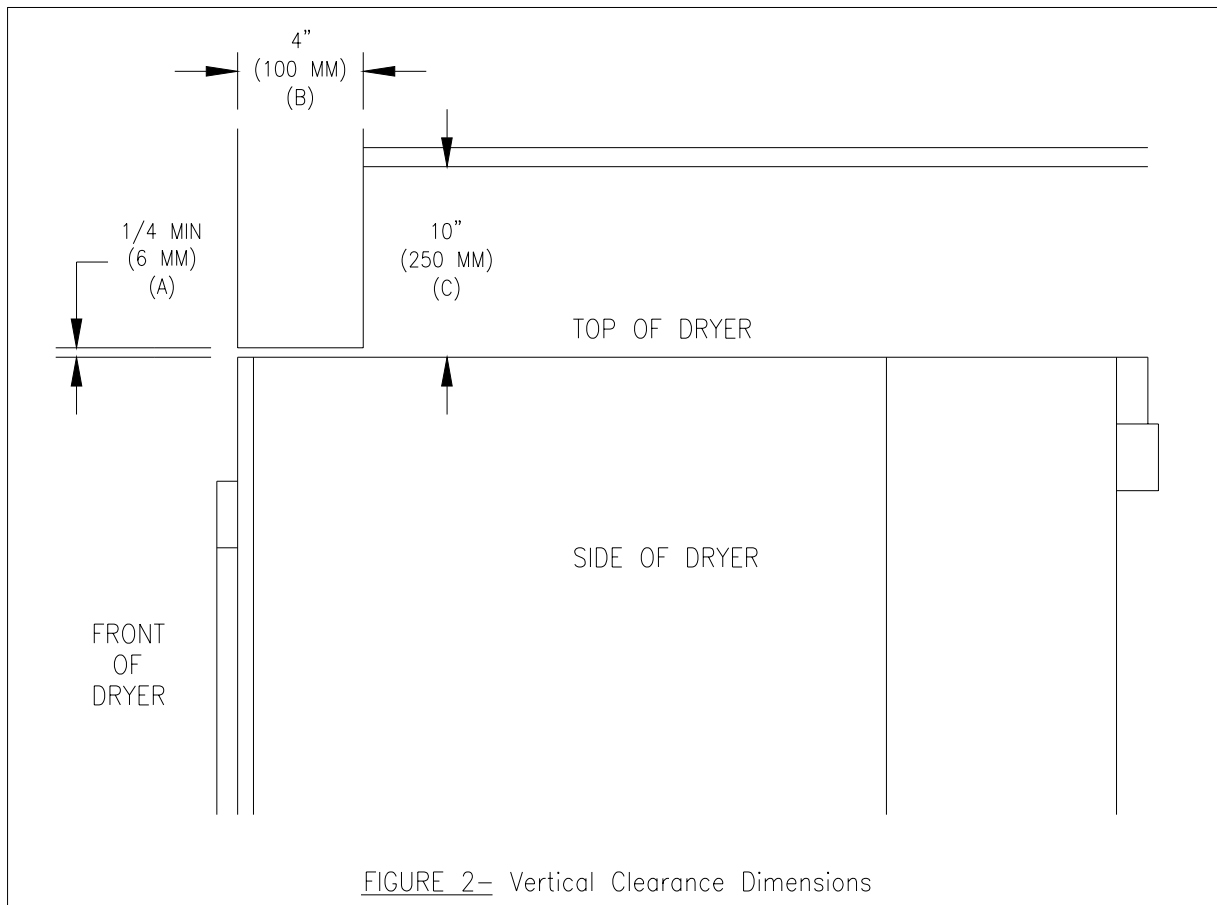 4”
(100 MM)
(B)
1/4 MIN
(6 MM)
(A)
10”
(250 MM)
(C)
TOP OF DRYER
SIDE OF DRYER
FRONT
OF
DRYER
FIGURE 2– Vertical Clearance Dimensions